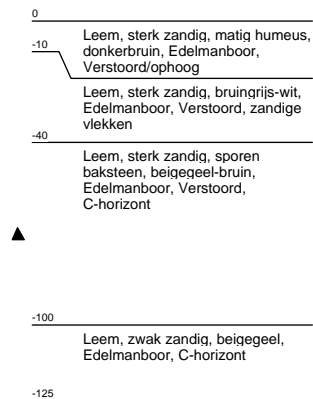 0
Leem, sterk zandig, matig humeus,
-10
donkerbruin, Edelmanboor,
Verstoord/ophoog
Leem, sterk zandig, bruingrijs-wit,
Edelmanboor, Verstoord, zandige
vlekken
-40
Leem, sterk zandig, sporen
baksteen, beigegeel-bruin,
Edelmanboor, Verstoord,
C-horizont
-100
Leem, zwak zandig, beigegeel,
Edelmanboor, C-horizont
-125